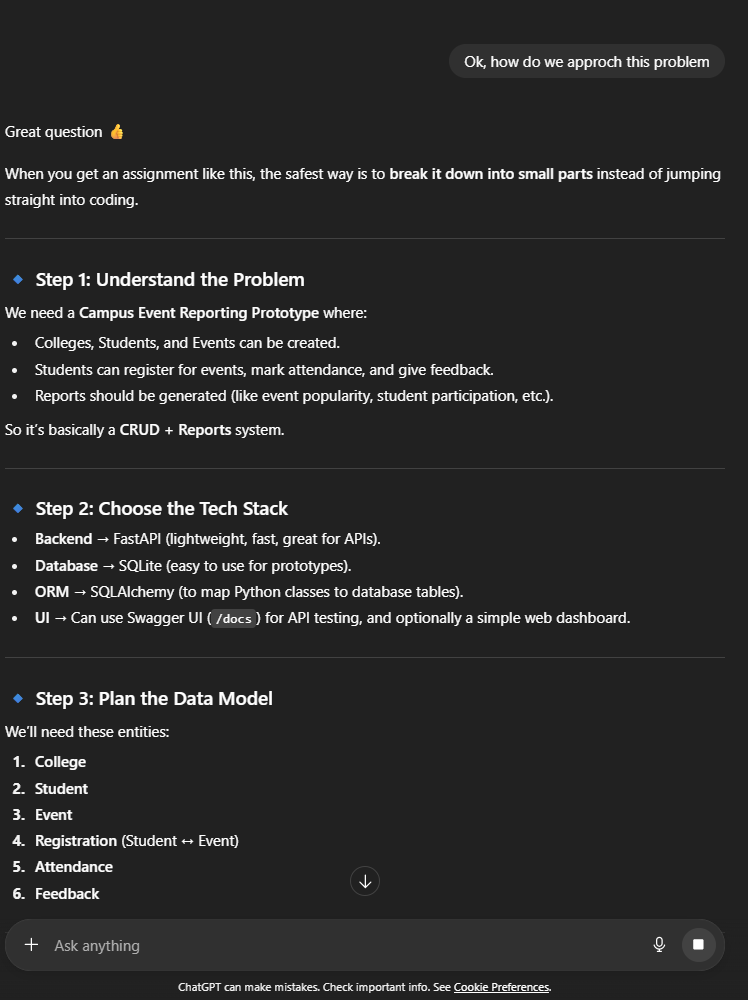 Ok, how do we approch this problem
Great question 👍
When you get an assignment like this, the safest way is to break it down into small parts instead of jumping
straight into coding.
Step 1: Understand the Problem
We need a Campus Event Reporting Prototype where:
• Colleges, Students, and Events can be created.
• Students can register for events, mark attendance, and give feedback.
• Reports should be generated (like event popularity, student participation, etc.).
So it's basically a CRUD + Reports system.
Step 2: Choose the Tech Stack
• Backend → FastAPI (lightweight, fast, great for APIs).
• Database → SQLite (easy to use for prototypes).
• ORM → SQLAlchemy (to map Python classes to database tables).
• UI → Can use Swagger UI (/docs) for API testing, and optionally a simple web dashboard.
Step 3: Plan the Data Model
We'll need these entities:
1. College
2. Student
3. Event
4. Registration (Student ↔ Event)
5. Attendance
6. Feedback
Ask anything
ChatGPT can make mistakes. Check important info. See Cookie Preferences.